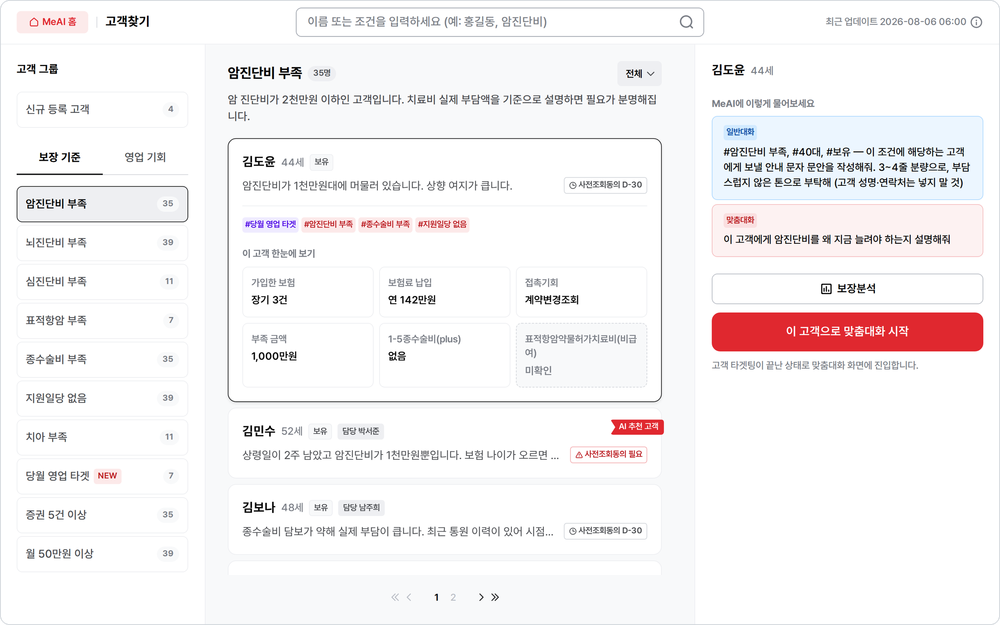 MeAI 홈
고객찾기
이름 또는 조건을 입력하세요 (예: 홍길동, 암진단비)
최근 업데이트 2026-08-06 06:00
고객 그룹
신규 등록 고객 4
보장 기준
영업 기회
암진단비 부족 35
뇌진단비 부족 39
심진단비 부족 11
표적항암 부족 7
종수술비 부족 35
지원일당 없음 39
치아 부족 11
당월 영업 타겟 NEW 7
증권 5건 이상 35
월 50만원 이상 39
암진단비 부족 35명
전체
암 진단비가 2천만원 이하인 고객입니다. 치료비 실제 부담액을 기준으로 설명하면 필요가 분명해집
니다.
김도윤 44세 보유
암진단비가 1천만원대에 머물러 있습니다. 상향 여지가 큽니다.
사전조회동의 D-30
#당월 영업 타겟 #암진단비 부족 #종수술비 부족 #지원일당 없음
이 고객 한눈에 보기
가입한 보험
장기 3건
보험료 납입
연 142만원
접촉기회
계약변경조회
부족 금액
1,000만원
1-5종수술비(plus)
없음
표적항암약물허가치료비(비급
여)
미확인
AI 추천 고객
김민수 52세 보유 담당 박서준
상령일이 2주 남았고 암진단비가 1천만원뿐입니다. 보험 나이가 오르면 ...
사전조회동의 필요
김보나 48세 보유 담당 남주희
종수술비 담보가 약해 실제 부담이 큽니다. 최근 통원 이력이 있어 시점...
사전조회동의 D-30
1 2
김도윤 44세
MeAI에 이렇게 물어보세요
일반대화
#암진단비 부족, #40대, #보유 — 이 조건에 해당하는 고객
에게 보낼 안내 문자 문안을 작성해줘. 3~4줄 분량으로, 부담
스럽지 않은 톤으로 부탁해 (고객 성명·연락처는 넣지 말 것)
맞춤대화
이 고객에게 암진단비를 왜 지금 늘려야 하는지 설명해줘
보장분석
이 고객으로 맞춤대화 시작
고객 타겟팅이 끝난 상태로 맞춤대화 화면에 진입합니다.